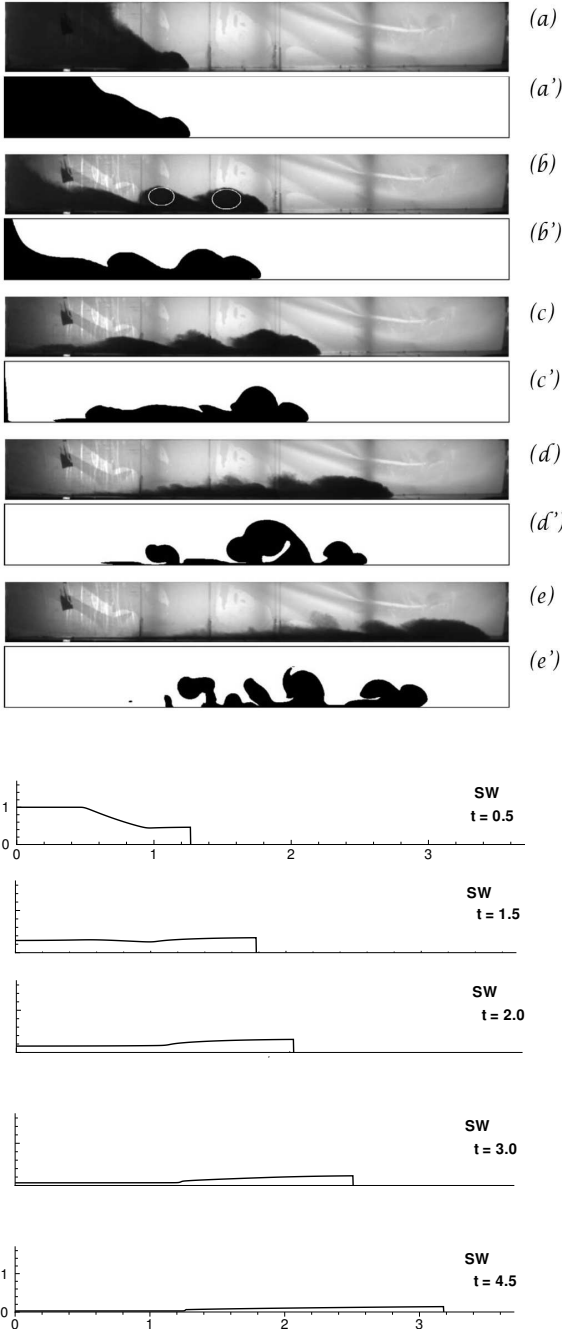 (a)
(a')
(b)
(b')
(c)
(c')
(d)
(d')
(e)
(e')
SW
t = 0.5
1
0
0 1 2 3
SW
t = 1.5
SW
t = 2.0
SW
t = 3.0
SW
t = 4.5
1
0
0 1 2 3